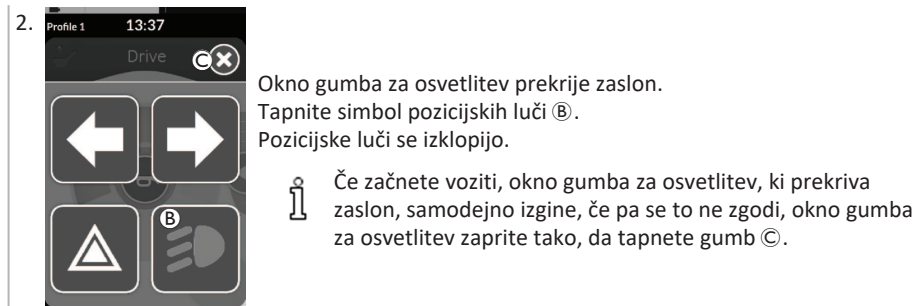 2.
Profile 1 13:37
Drive Ⓒ
Ⓑ
Okno gumba za osvetlitev prekrije zaslon.
Tapnite simbol pozicijskih luči Ⓑ.
Pozicijske luči se izklopijo.
Če začnete voziti, okno gumba za osvetlitev, ki prekriva
zaslon, samodejno izgine, če pa se to ne zgodi, okno gumba
za osvetlitev zaprite tako, da tapnete gumb Ⓒ.